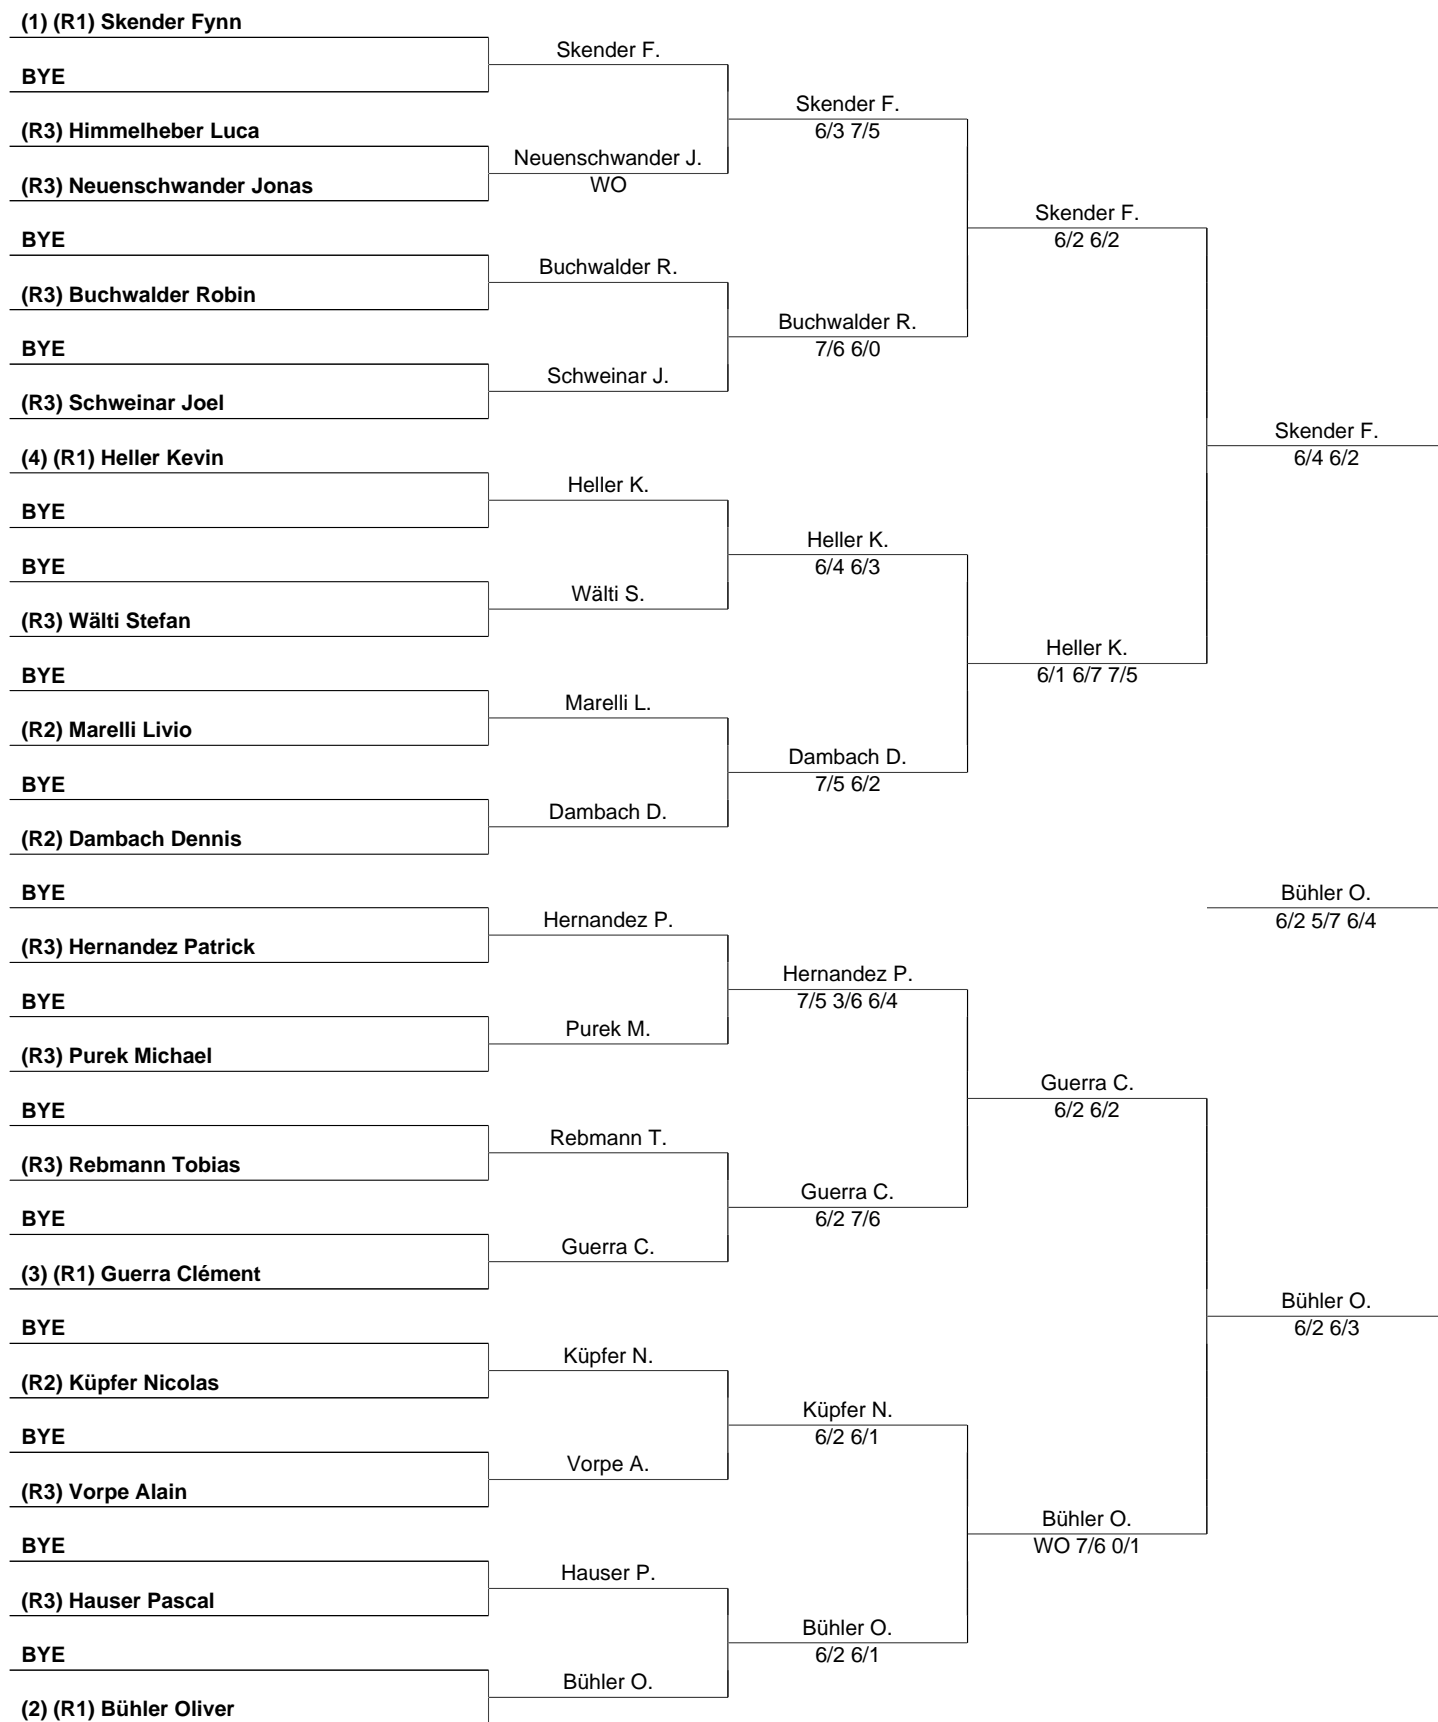 (1) (R1) Skender Fynn
BYE
(R3) Himmelheber Luca
(R3) Neuenschwander Jonas
BYE
(R3) Buchwalder Robin
BYE
(R3) Schweinar Joel
(4) (R1) Heller Kevin
BYE
BYE
(R3) Wälti Stefan
BYE
(R2) Marelli Livio
BYE
(R2) Dambach Dennis
BYE
(R3) Hernandez Patrick
BYE
(R3) Purek Michael
BYE
(R3) Rebmann Tobias
BYE
(3) (R1) Guerra Clément
BYE
(R2) Küpfer Nicolas
BYE
(R3) Vorpe Alain
BYE
(R3) Hauser Pascal
BYE
(2) (R1) Bühler Oliver
Skender F.
Neuenschwander J.
WO
Buchwalder R.
Schweinar J.
Heller K.
Wälti S.
Marelli L.
Dambach D.
Hernandez P.
Purek M.
Rebmann T.
Guerra C.
Küpfer N.
Vorpe A.
Hauser P.
Bühler O.
Skender F.
6/3 7/5
Buchwalder R.
7/6 6/0
Heller K.
6/4 6/3
Dambach D.
7/5 6/2
Hernandez P.
7/5 3/6 6/4
Guerra C.
6/2 7/6
Küpfer N.
6/2 6/1
Bühler O.
6/2 6/1
Skender F.
6/2 6/2
Heller K.
6/1 6/7 7/5
Guerra C.
6/2 6/2
Bühler O.
WO 7/6 0/1
Skender F.
6/4 6/2
Bühler O.
6/2 5/7 6/4
Bühler O.
6/2 6/3